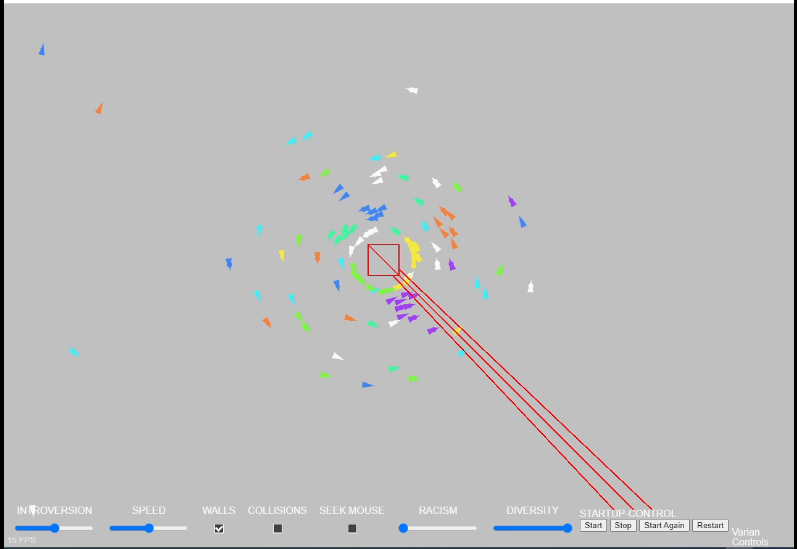 INTROVERSION SPEED WALLS COLLISIONS SEEK MOUSE RACISM DIVERSITY STARTUP-CONTROL
Start Stop Start Again Restart
Varian
Controls
15 FPS